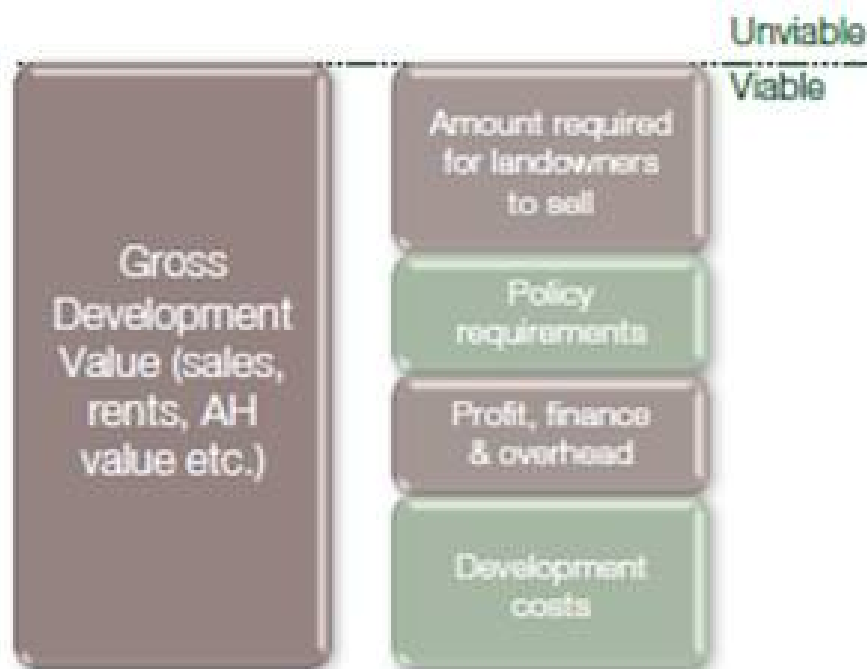 Unviable
Viable
Gross
Development
Value (sales,
rents, AH
value etc.)
Amount required
for landowners
to sell
Policy
requirements
Profit, finance
& overhead
Development
costs